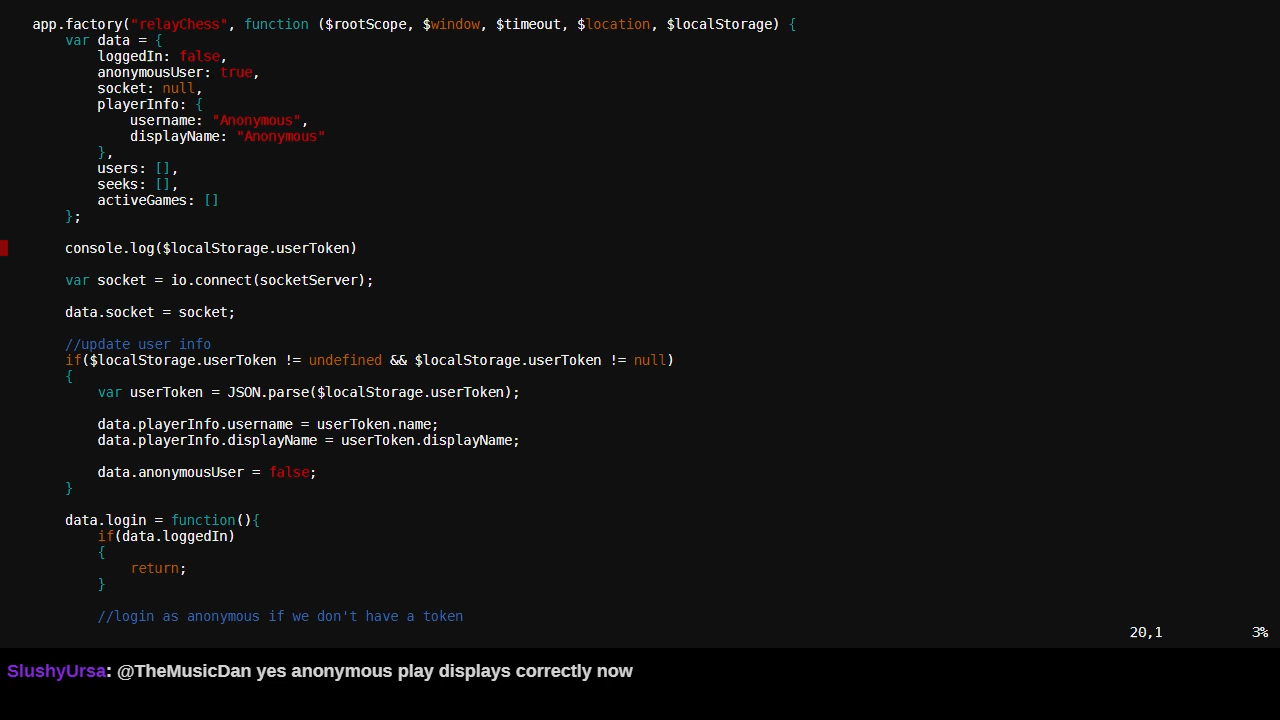 app.factory("relayChess", function ($rootScope, $window, $timeout, $location, $localStorage) {
var data = {
loggedIn: false,
anonymousUser: true,
socket: null,
playerInfo: {
username: "Anonymous",
displayName: "Anonymous"
},
users: [],
seeks: [],
activeGames: []
};
console.log($localStorage.userToken)
var socket = io.connect(socketServer);
data.socket = socket;
//update user info
if($localStorage.userToken != undefined && $localStorage.userToken != null)
{
var userToken = JSON.parse($localStorage.userToken);
data.playerInfo.username = userToken.name;
data.playerInfo.displayName = userToken.displayName;
data.anonymousUser = false;
}
data.login = function(){
if(data.loggedIn)
{
return;
}
//login as anonymous if we don't have a token
20,1 3%
SlushyUrsa: @TheMusicDan yes anonymous play displays correctly now